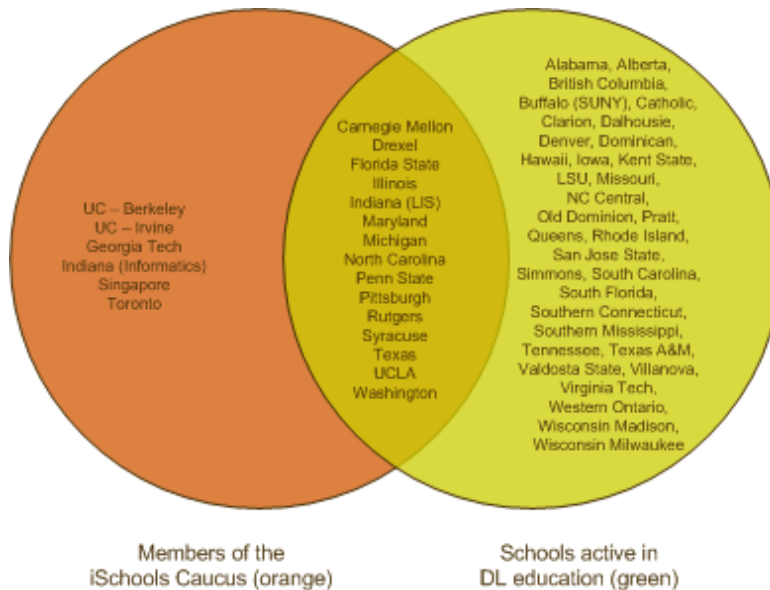 UC – Berkeley
UC – Irvine
Georgia Tech
Indiana (Informatics)
Singapore
Toronto
Carnegie Mellon
Drexel
Florida State
Illinois
Indiana (LIS)
Maryland
Michigan
North Carolina
Penn State
Pittsburgh
Rutgers
Syracuse
Texas
UCLA
Washington
Alabama, Alberta,
British Columbia,
Buffalo (SUNY), Catholic,
Clarion, Dalhousie,
Denver, Dominican,
Hawaii, Iowa, Kent State,
LSU, Missouri,
NC Central,
Old Dominion, Pratt,
Queens, Rhode Island,
San Jose State,
Simmons, South Carolina,
South Florida,
Southern Connecticut,
Southern Mississippi,
Tennessee, Texas A&M,
Valdosta State, Villanova,
Virginia Tech,
Western Ontario,
Wisconsin Madison,
Wisconsin Milwaukee
Members of the
iSchools Caucus (orange)
Schools active in
DL education (green)